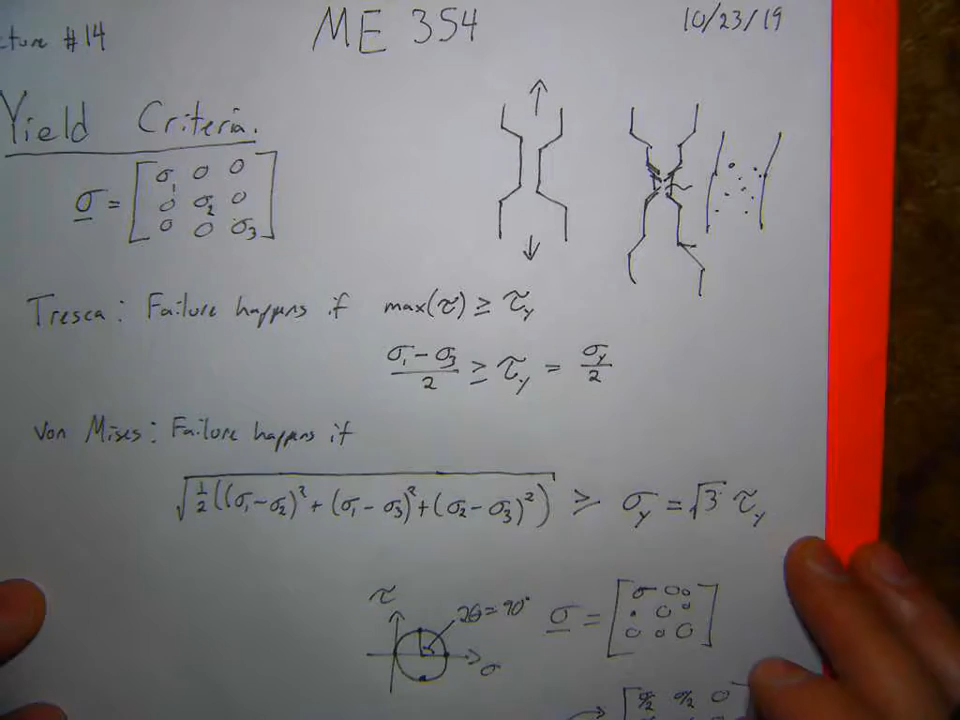 cture #14 ME 354 10/23/19
Yield Criteria.
σ = [σ₁ 0 0
0 σ₂ 0
0 0 σ₃]
Tresca: Failure happens if max(τ) ≥ τy
(σ₁ - σ₃)/2 ≥ τy = σy/2
von Mises: Failure happens if
√(½((σ₁-σ₂)² + (σ₁-σ₃)² + (σ₂-σ₃)²)) ≥ σy = √3 τy
τ
2θ = 90° σ = [σ 0 0
0 0 0
0 0 0]
σ
[σ/2 σ/2 0